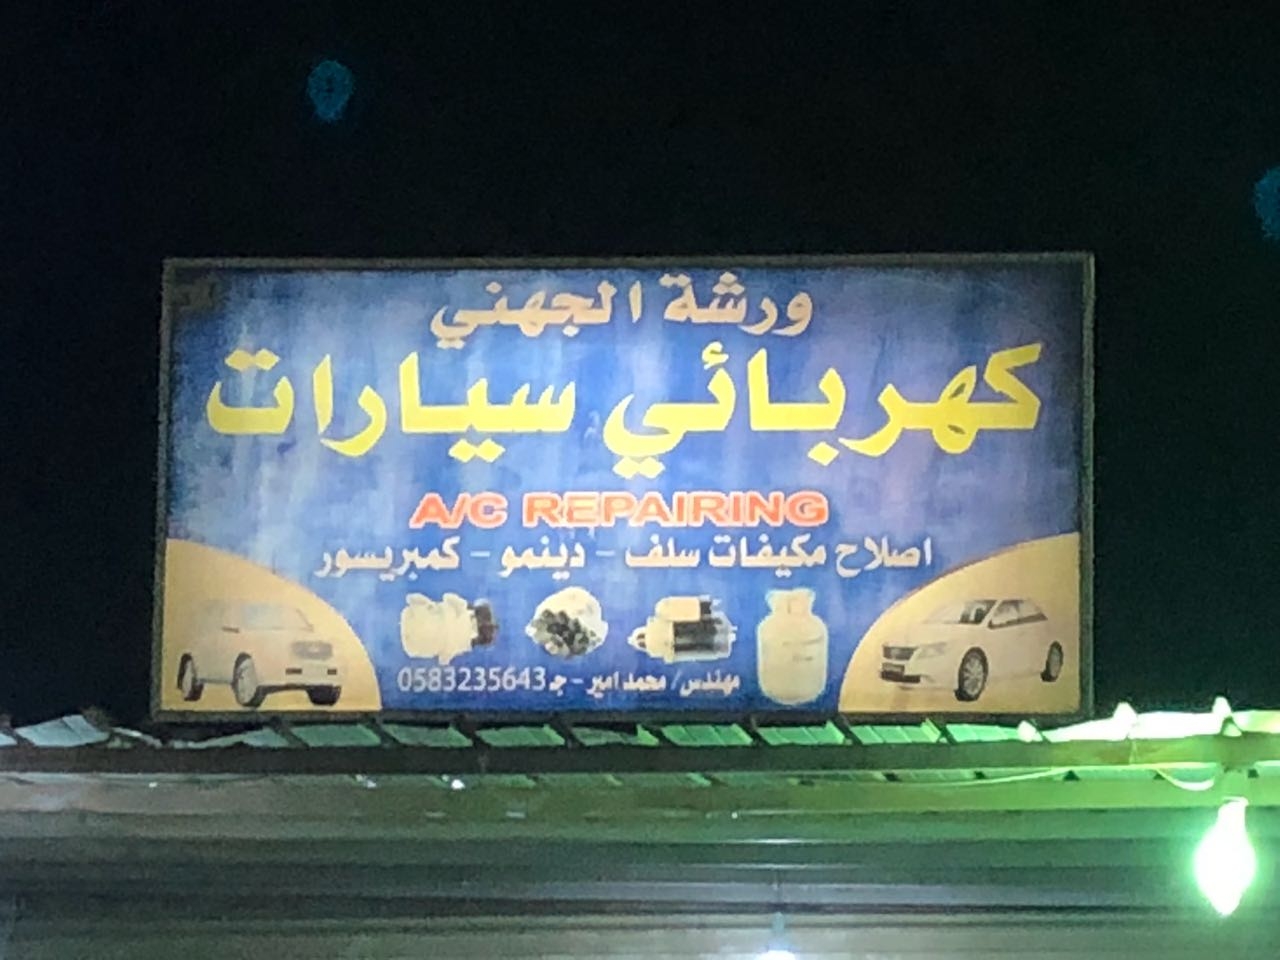 ورشة الجهني
كهربائي سيارات
A/C REPAIRING
اصلاح مكيفات سلف - دينمو - كمبريسور
مهندس/ محمد امير - ج 0583235643